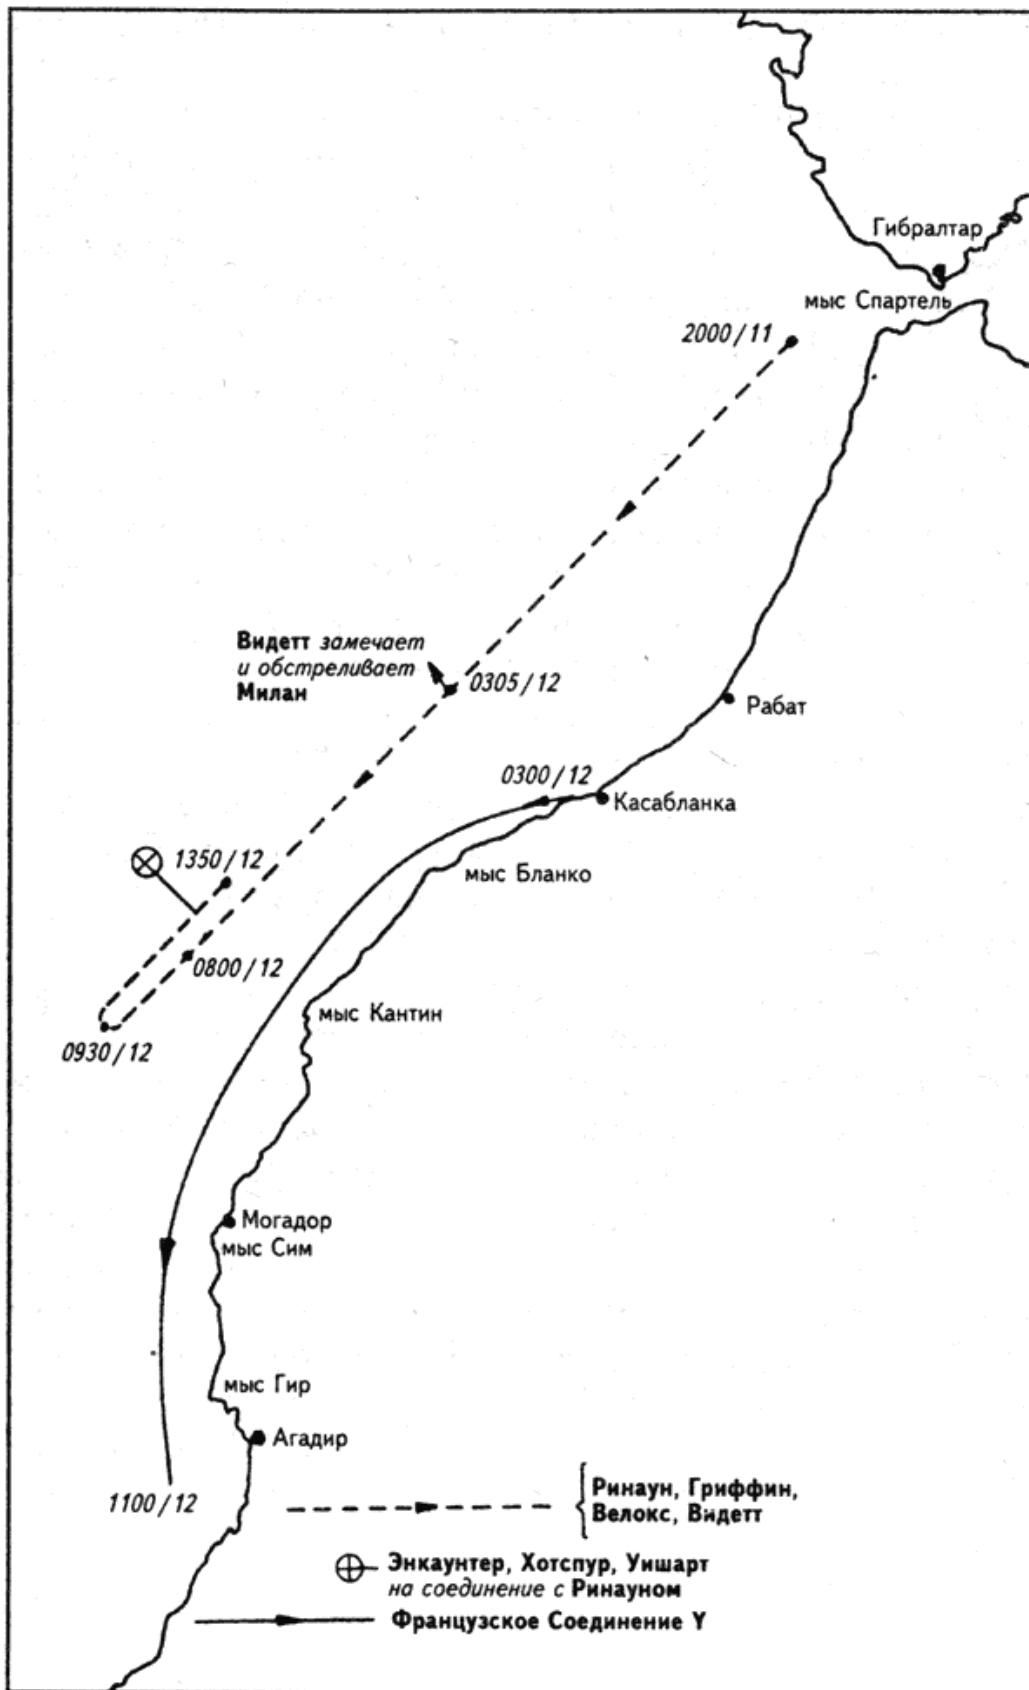 Гибралтар
мыс Спартель
2000/11
Видетт замечает
и обстреливает
Милан
0305/12
Рабат
0300/12
Касабланка
1350/12
мыс Бланко
0800/12
мыс Кантин
0930/12
Могадор
мыс Сим
мыс Гир
Агадир
1100/12
Ринаун, Гриффин,
Велокс, Видетт
Энкаунтер, Хотспур, Уишарт
на соединение с Ринауном
Французское Соединение Y